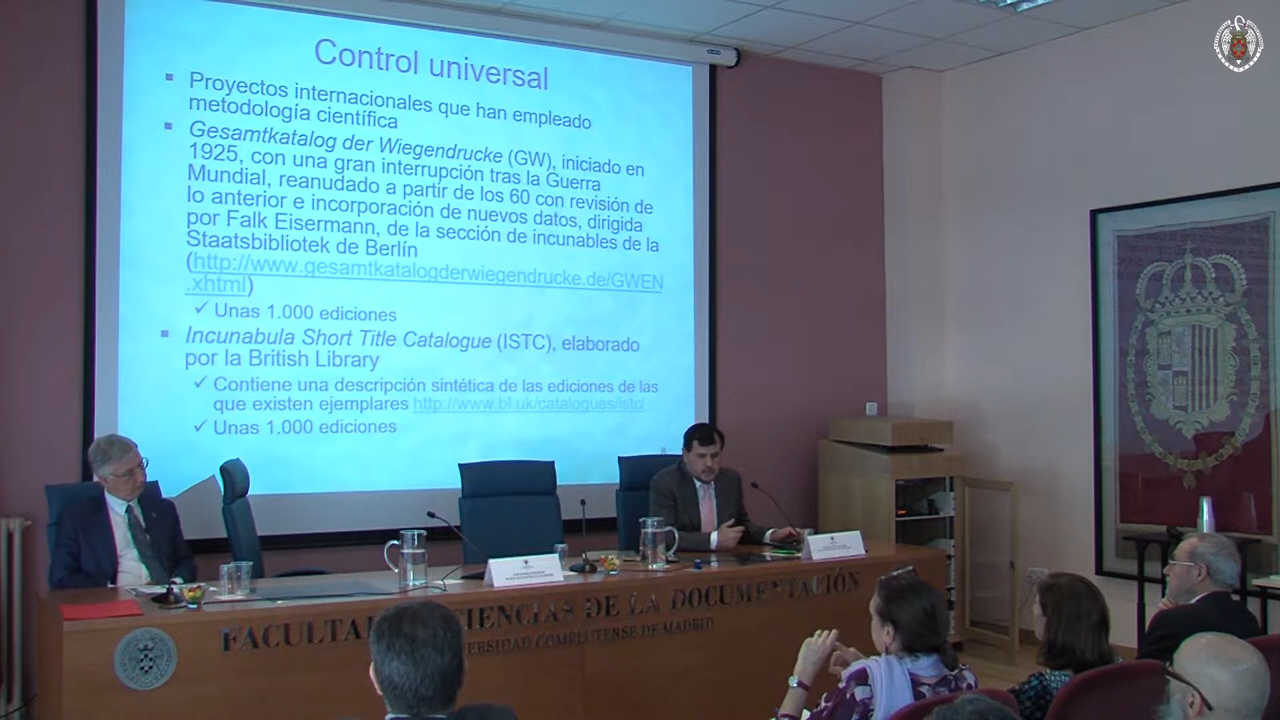 Control universal
Proyectos internacionales que han empleado
metodología científica
Gesamtkatalog der Wiegendrucke (GW), iniciado en
1925, con una gran interrupción tras la Guerra
Mundial, reanudado a partir de los 60 con revisión de
lo anterior e incorporación de nuevos datos, dirigida
por Falk Eisermann, de la sección de incunables de la
Staatsbibliotek de Berlín
(http://www.gesamtkatalogderwiegendrucke.de/GWEN
.xhtml)
✓ Unas 1.000 ediciones
Incunabula Short Title Catalogue (ISTC), elaborado
por la British Library
✓ Contiene una descripción sintética de las ediciones de las
que existen ejemplares http://www.bl.uk/catalogues/istc/
✓ Unas 1.000 ediciones
FACULTAD CIENCIAS DE LA DOCUMENTACIÓN
COMPLUTENSE DE MADRID